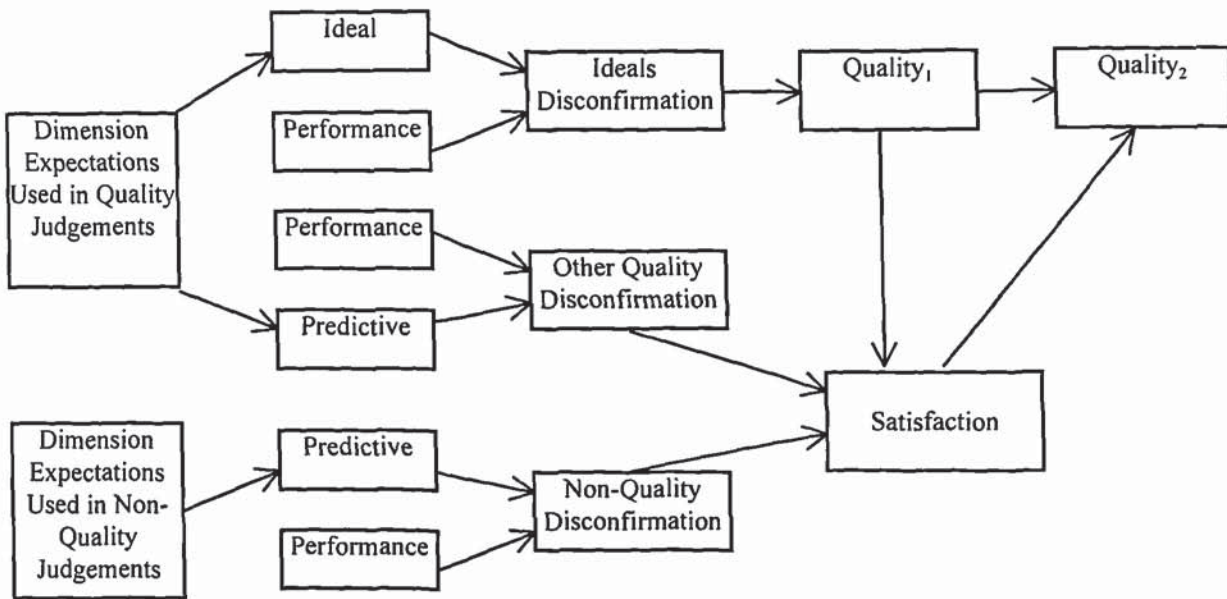 Dimension
Expectations
Used in Quality
Judgements
Ideal
Performance
Performance
Predictive
Ideals
Disconfirmation
Other Quality
Disconfirmation
Quality₁
Quality₂
Satisfaction
Dimension
Expectations
Used in Non-
Quality
Judgements
Predictive
Performance
Non-Quality
Disconfirmation